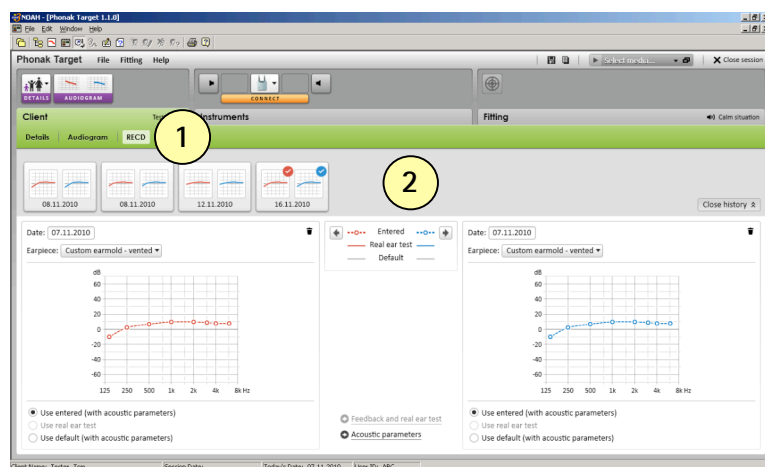 NOAH - [Phonak Target 1.1.0]
File Edit Window Help
Phonak Target File Fitting Help
Select media... Close session
DETAILS AUDIOGRAM
CONNECT
Client Instruments Fitting Calm situation
Details Audiogram RECD
1
2
08.11.2010 08.11.2010 12.11.2010 16.11.2010
Close history
Date: 07.11.2010
Earpiece: Custom earmold - vented
dB
60
40
20
0
-20
-40
-60
125 250 500 1k 2k 4k 8k Hz
Use entered (with acoustic parameters)
Use real ear test
Use default (with acoustic parameters)
Entered
Real ear test
Default
Feedback and real ear test
Acoustic parameters
Date: 07.11.2010
Earpiece: Custom earmold - vented
dB
60
40
20
0
-20
-40
-60
125 250 500 1k 2k 4k 8k Hz
Use entered (with acoustic parameters)
Use real ear test
Use default (with acoustic parameters)